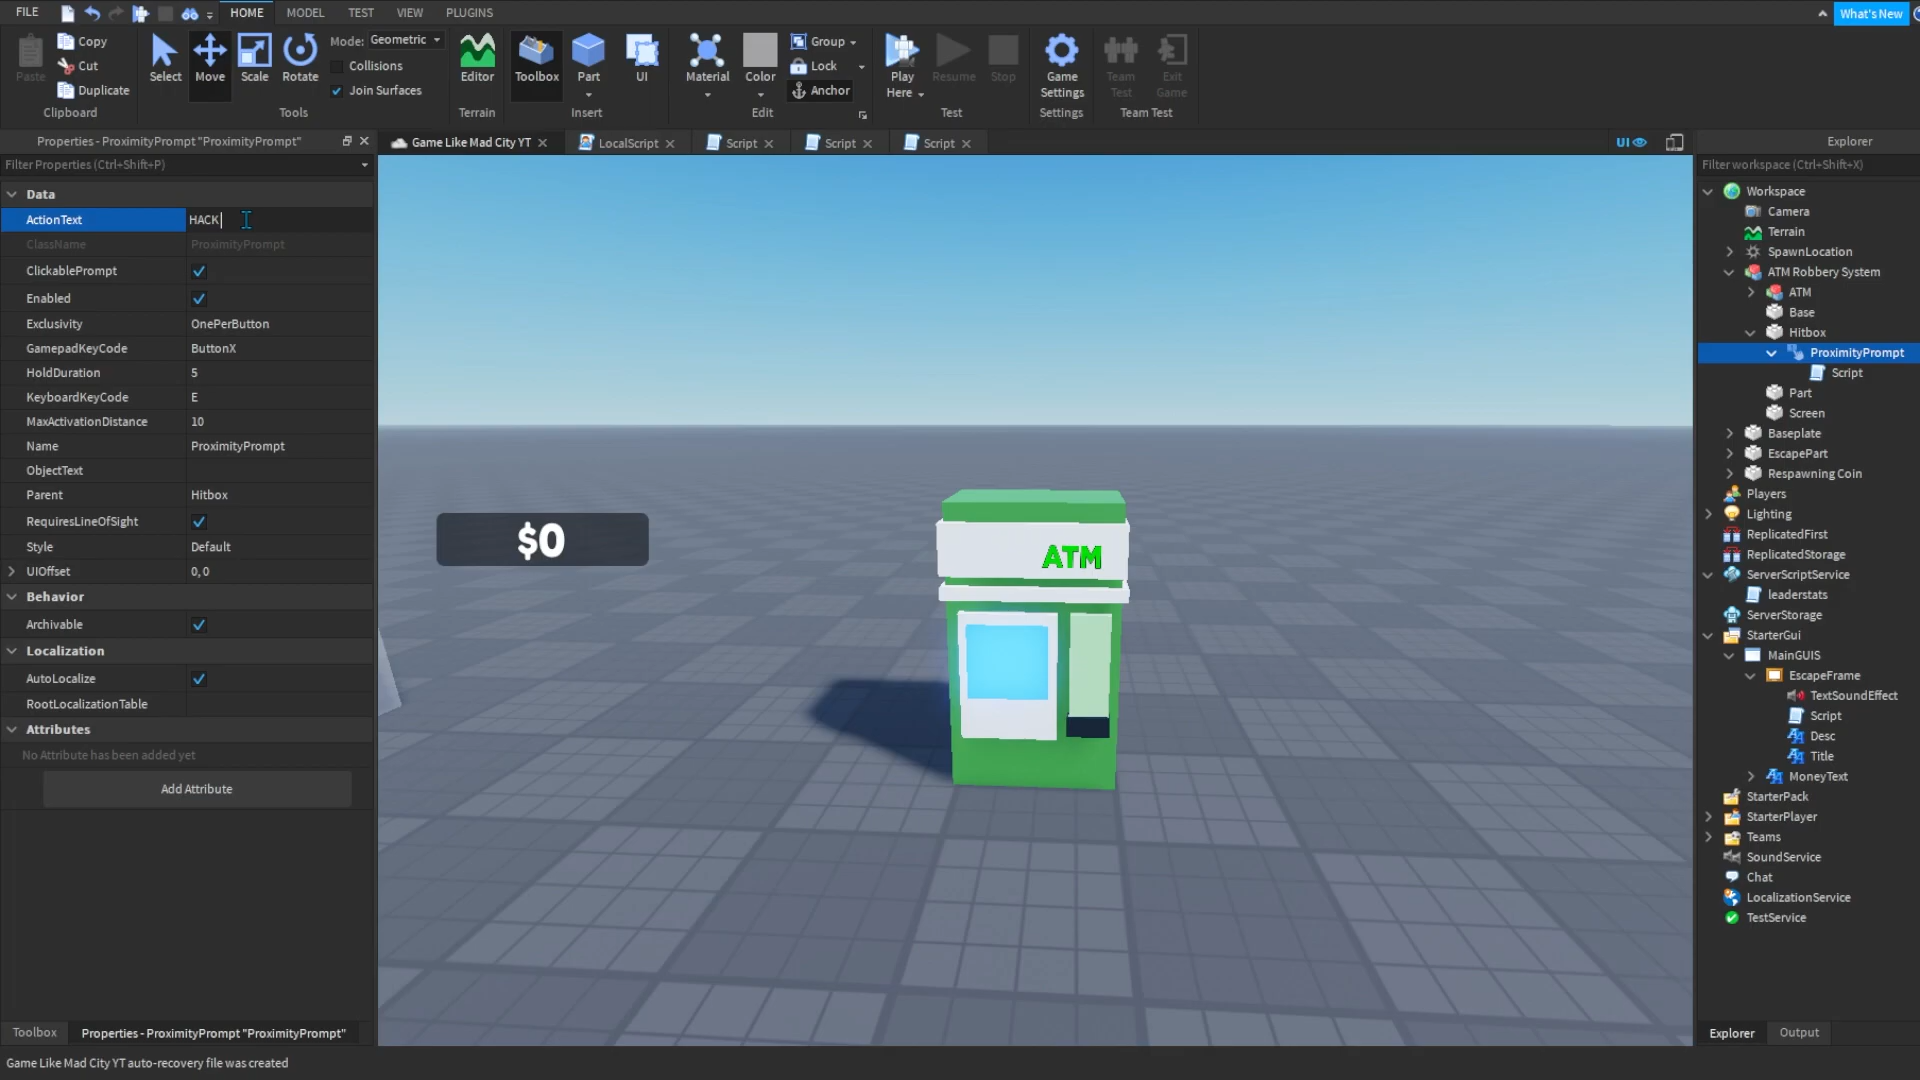 FILE
HOME
MODEL
TEST
VIEW
PLUGINS
What's New
Paste
Copy
Cut
Duplicate
Clipboard
Select
Move
Scale
Rotate
Mode:
Geometric
Collisions
Join Surfaces
Tools
Editor
Terrain
Toolbox
Part
UI
Insert
Material
Color
Group
Lock
Anchor
Edit
Play
Here
Resume
Stop
Test
Game
Settings
Settings
Team
Test
Exit
Game
Team Test
Properties - ProximityPrompt "ProximityPrompt"
Filter Properties (Ctrl+Shift+P)
Data
ActionText HACK
ClassName ProximityPrompt
ClickablePrompt
Enabled
Exclusivity OnePerButton
GamepadKeyCode ButtonX
HoldDuration 5
KeyboardKeyCode E
MaxActivationDistance 10
Name ProximityPrompt
ObjectText
Parent Hitbox
RequiresLineOfSight
Style Default
UIOffset 0, 0
Behavior
Archivable
Localization
AutoLocalize
RootLocalizationTable
Attributes
No Attribute has been added yet
Add Attribute
Toolbox
Properties - ProximityPrompt "ProximityPrompt"
Game Like Mad City YT auto-recovery file was created
Game Like Mad City YT
LocalScript
Script
Script
Script
UI
$0
ATM
Explorer
Filter workspace (Ctrl+Shift+X)
Workspace
Camera
Terrain
SpawnLocation
ATM Robbery System
ATM
Base
Hitbox
ProximityPrompt
Script
Part
Screen
Baseplate
EscapePart
Respawning Coin
Players
Lighting
ReplicatedFirst
ReplicatedStorage
ServerScriptService
leaderstats
ServerStorage
StarterGui
MainGUIS
EscapeFrame
TextSoundEffect
Script
Desc
Title
MoneyText
StarterPack
StarterPlayer
Teams
SoundService
Chat
LocalizationService
TestService
Explorer
Output